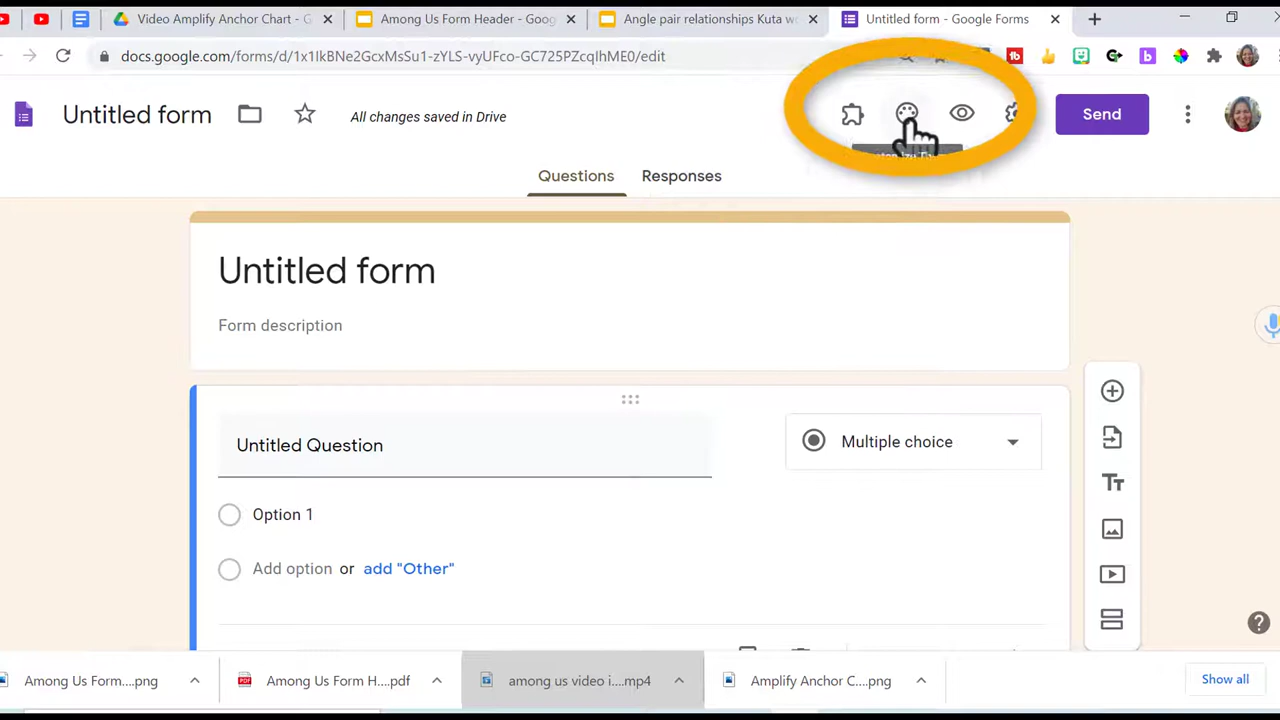 Video Amplify Anchor Chart - G
Among Us Form Header - Goog
Angle pair relationships Kuta wo
Untitled form - Google Forms
docs.google.com/forms/d/1x1IkBNe2GcxMsSu1-zYLS-vyUFco-GC725PZcqIhME0/edit
Untitled form
All changes saved in Drive
Send
Questions
Responses
Untitled form
Form description
Untitled Question
Multiple choice
Option 1
Add option or add "Other"
Among Us Form....png
Among Us Form H....pdf
among us video i....mp4
Amplify Anchor C....png
Show all